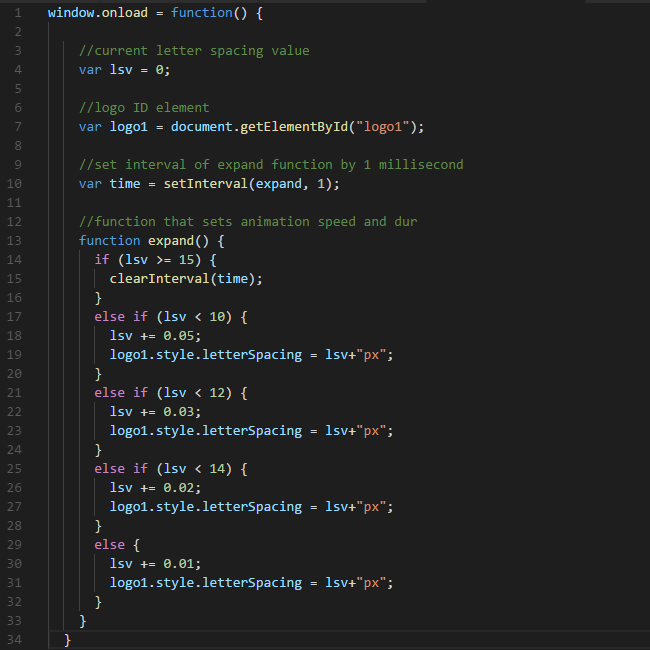 1 window.onload = function() {
2
3 //current letter spacing value
4 var lsv = 0;
5
6 //logo ID element
7 var logo1 = document.getElementById("logo1");
8
9 //set interval of expand function by 1 millisecond
10 var time = setInterval(expand, 1);
11
12 //function that sets animation speed and dur
13 function expand() {
14 if (lsv >= 15) {
15 clearInterval(time);
16 }
17 else if (lsv < 10) {
18 lsv += 0.05;
19 logo1.style.letterSpacing = lsv+"px";
20 }
21 else if (lsv < 12) {
22 lsv += 0.03;
23 logo1.style.letterSpacing = lsv+"px";
24 }
25 else if (lsv < 14) {
26 lsv += 0.02;
27 logo1.style.letterSpacing = lsv+"px";
28 }
29 else {
30 lsv += 0.01;
31 logo1.style.letterSpacing = lsv+"px";
32 }
33 }
34 }